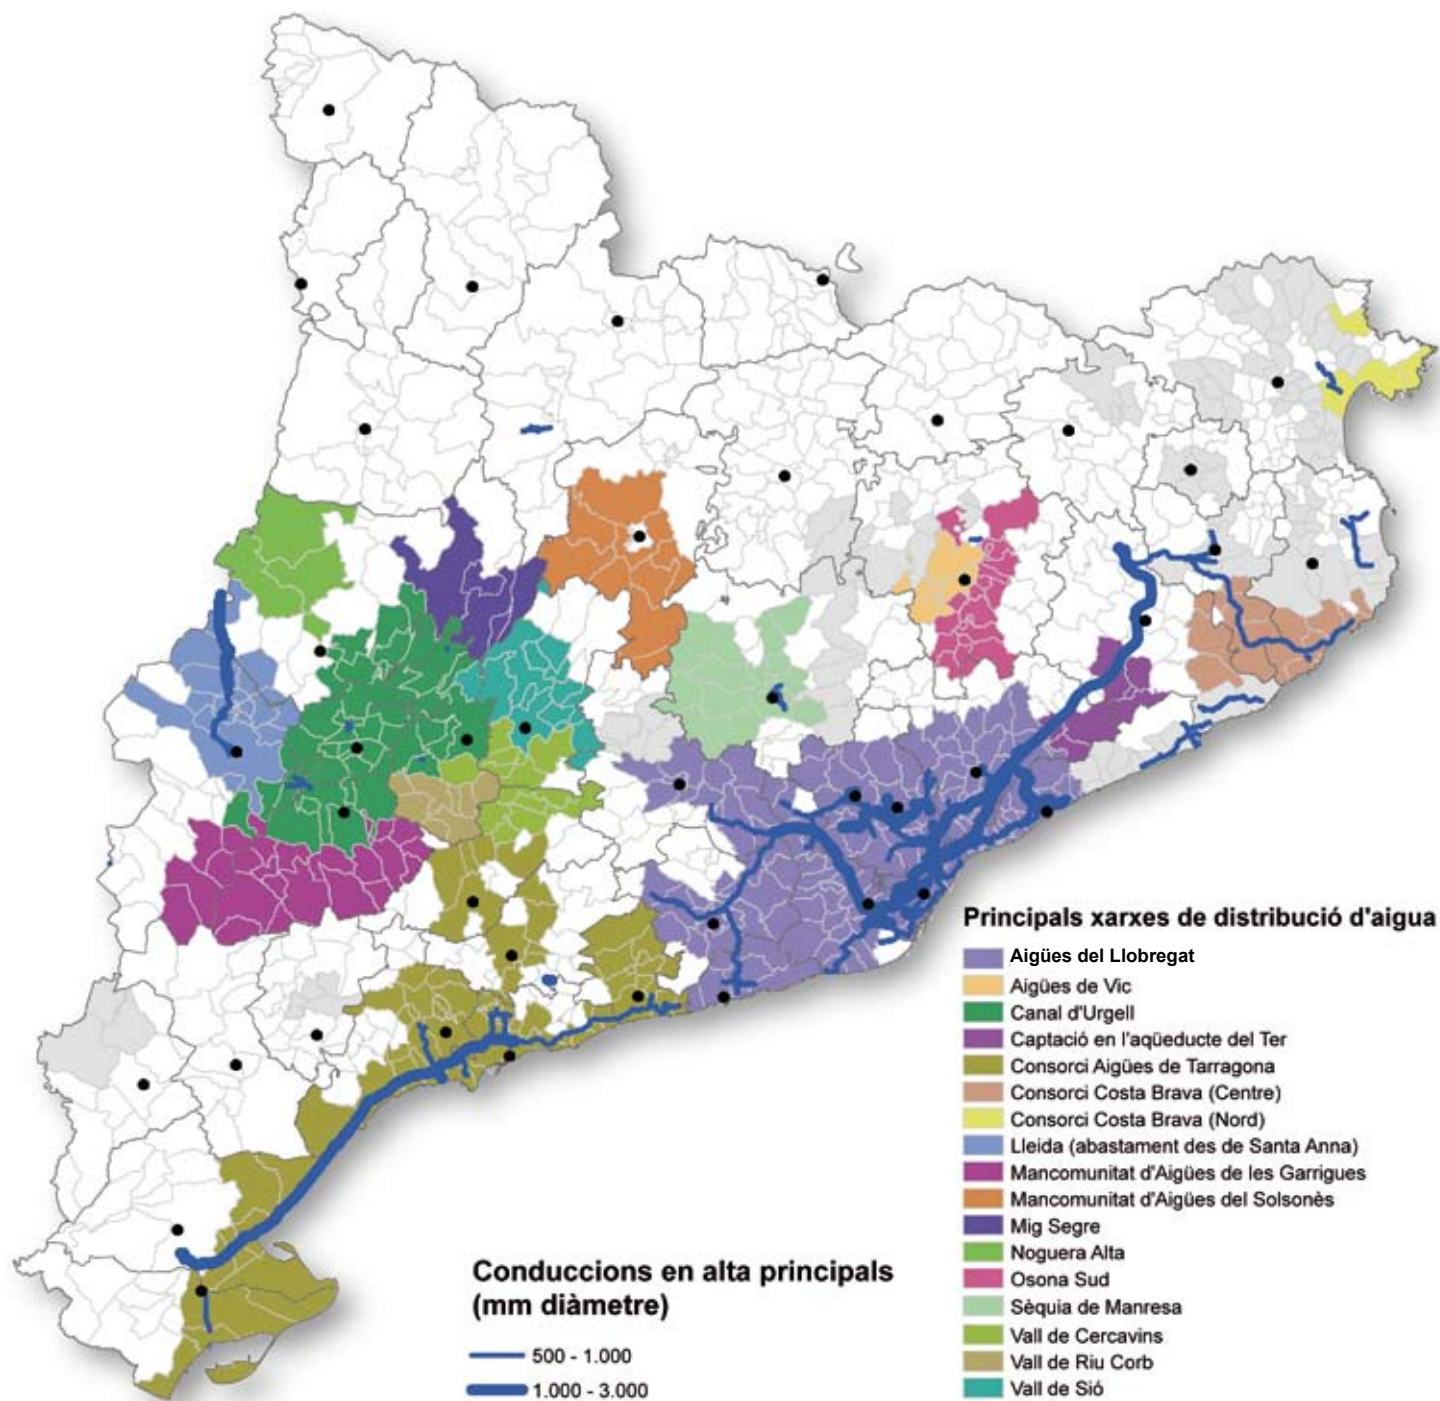 Principals xarxes de distribució d'aigua
Aigües del Llobregat
Aigües de Vic
Canal d'Urgell
Captació en l'aqüeducte del Ter
Consorci Aigües de Tarragona
Consorci Costa Brava (Centre)
Consorci Costa Brava (Nord)
Lleida (abastament des de Santa Anna)
Mancomunitat d'Aigües de les Garrigues
Mancomunitat d'Aigües del Solsonès
Mig Segre
Noguera Alta
Osona Sud
Sèquia de Manresa
Vall de Cercavins
Vall de Riu Corb
Vall de Sió
Conduccions en alta principals
(mm diàmetre)
500 - 1.000
1.000 - 3.000